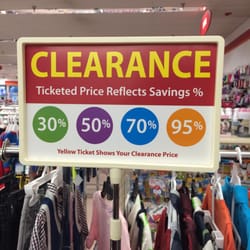 CLEARANCE
Ticketed Price Reflects Savings %
30% 50% 70% 95%
Yellow Ticket Shows Your Clearance Price